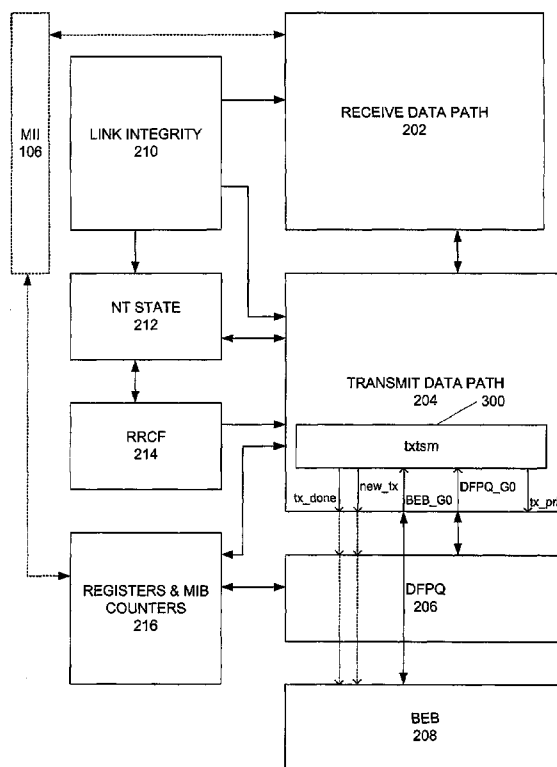 MII
106
LINK INTEGRITY
210
RECEIVE DATA PATH
202
NT STATE
212
TRANSMIT DATA PATH
204
300
RRCF
214
txtsm
tx_done
new_tx
BEB_G0
DFPQ_G0
REGISTERS & MIB
COUNTERS
216
DFPQ
206
BEB
208